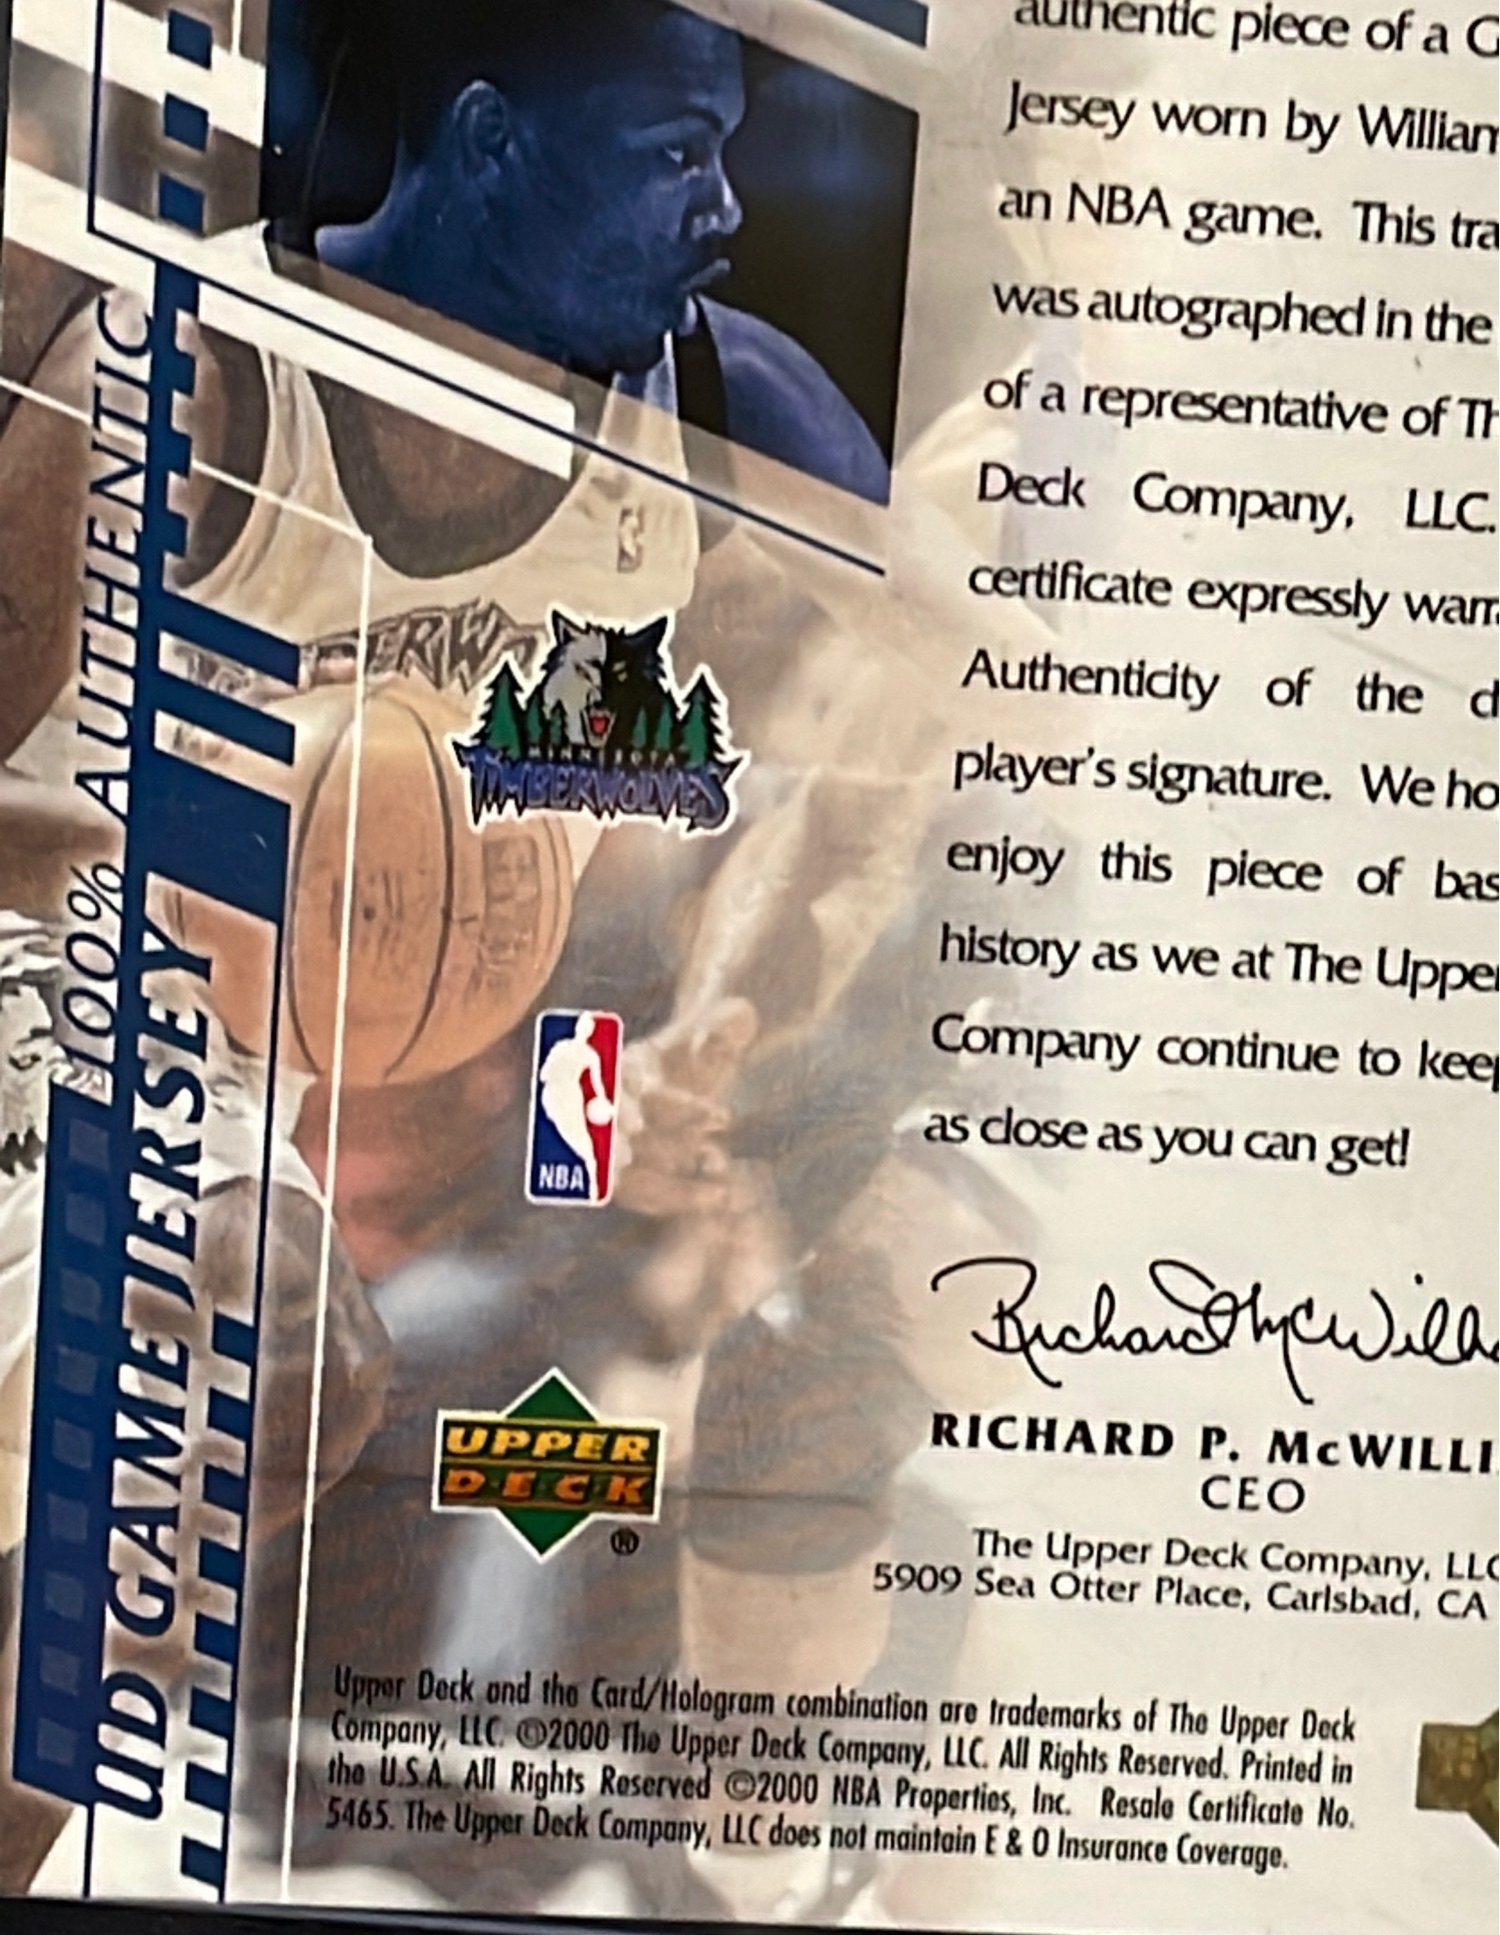 authentic piece of a G
Jersey worn by William
an NBA game. This tra
was autographed in the
of a representative of Th
Deck Company, LLC.
certificate expressly warr
Authenticity of the d
player's signature. We ho
enjoy this piece of bas
history as we at The Upper
Company continue to keep
as close as you can get!
Richard P. McWillia
RICHARD P. McWILLI
CEO
The Upper Deck Company, LLC
5909 Sea Otter Place, Carlsbad, CA
100% AUTHENTIC
UD GAME JERSEY
MINNESOTA
TIMBERWOLVES
NBA
UPPER
DECK
®
Upper Deck and the Card/Hologram combination are trademarks of The Upper Deck
Company, LLC. ©2000 The Upper Deck Company, LLC. All Rights Reserved. Printed in
the U.S.A. All Rights Reserved ©2000 NBA Properties, Inc. Resale Certificate No.
5465. The Upper Deck Company, LLC does not maintain E & O Insurance Coverage.